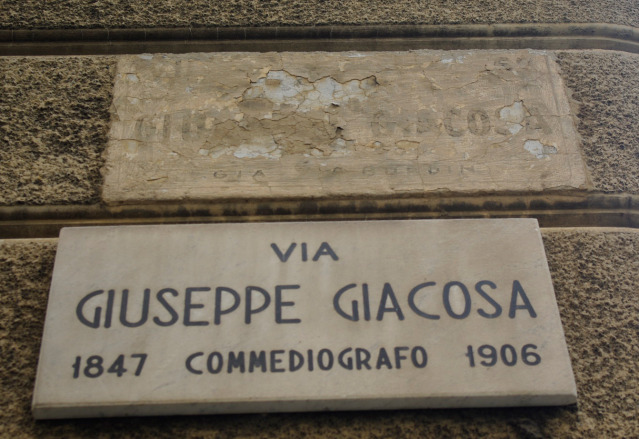 GIACOSA
VIA
GIUSEPPE GIACOSA
1847 COMMEDIOGRAFO 1906